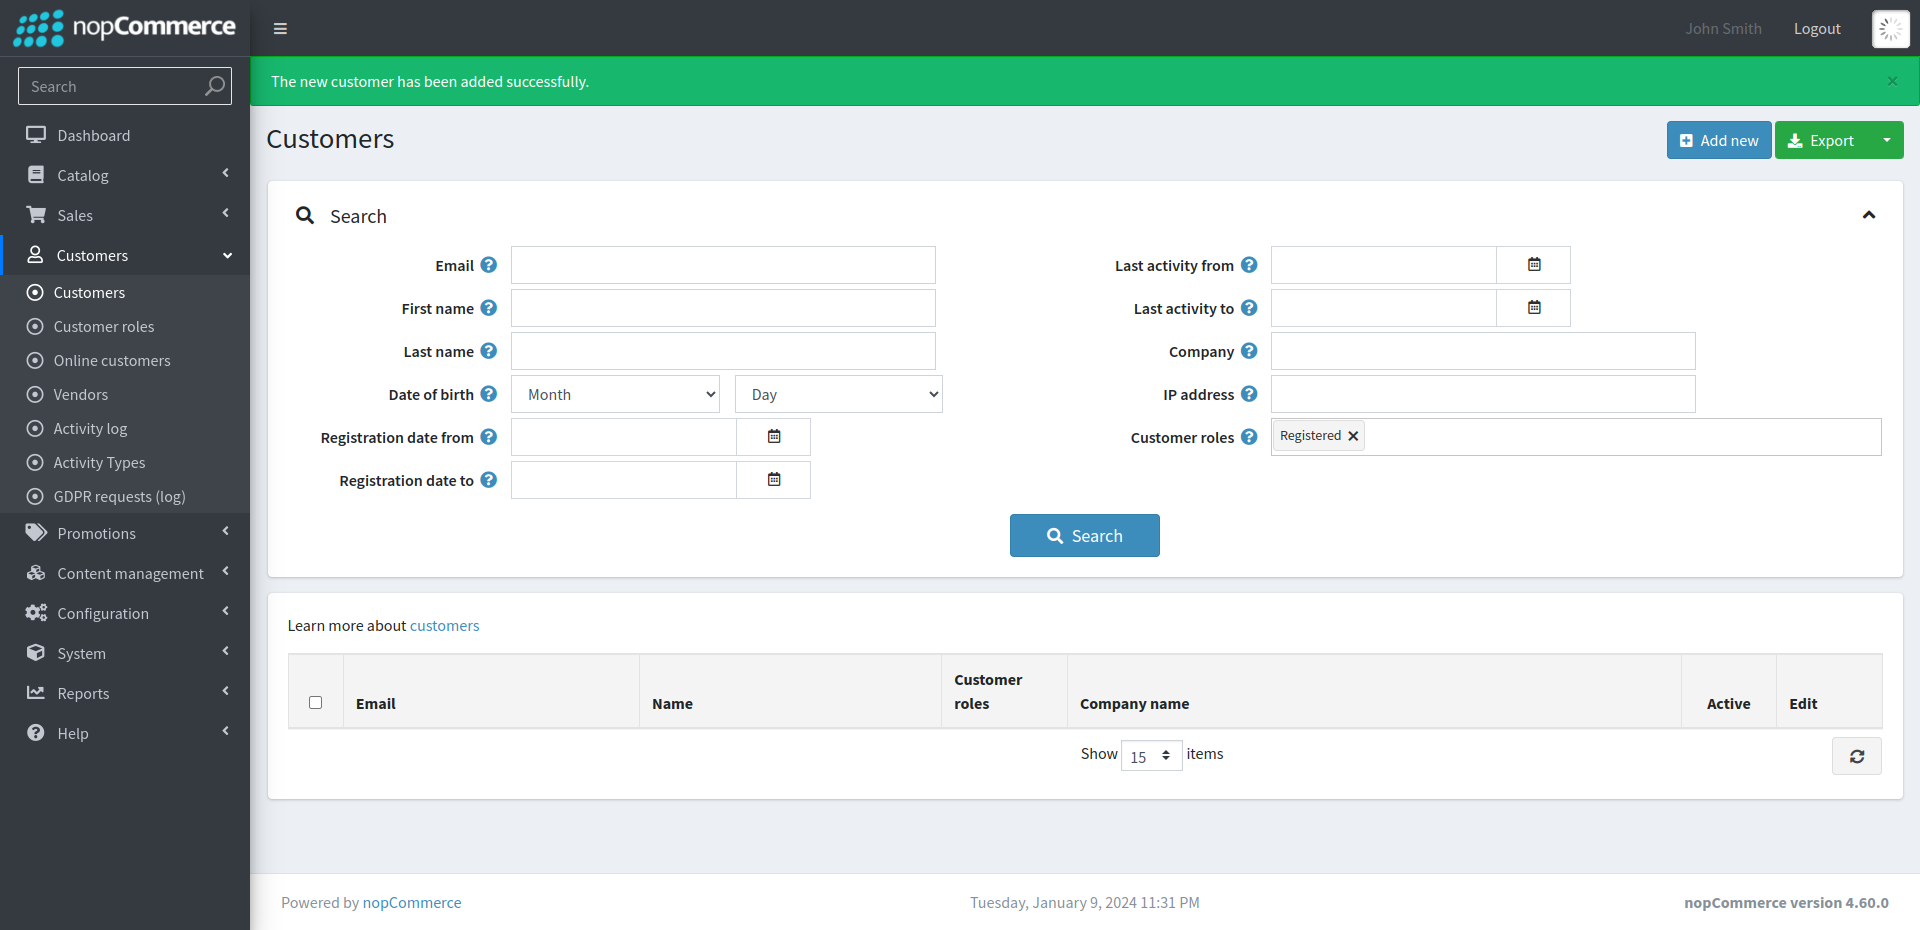 nopCommerce
John Smith
Logout
Search
The new customer has been added successfully.
×
Dashboard
Catalog
Sales
Customers
Customers
Customer roles
Online customers
Vendors
Activity log
Activity Types
GDPR requests (log)
Promotions
Content management
Configuration
System
Reports
Help
Customers
Add new
Export
Search
Email ?
First name ?
Last name ?
Date of birth ? Month Day
Registration date from ?
Registration date to ?
Last activity from ?
Last activity to ?
Company ?
IP address ?
Customer roles ? Registered ×
Search
Learn more about customers
Email
Name
Customer
roles
Company name
Active
Edit
Show 15 items
Powered by nopCommerce
Tuesday, January 9, 2024 11:31 PM
nopCommerce version 4.60.0